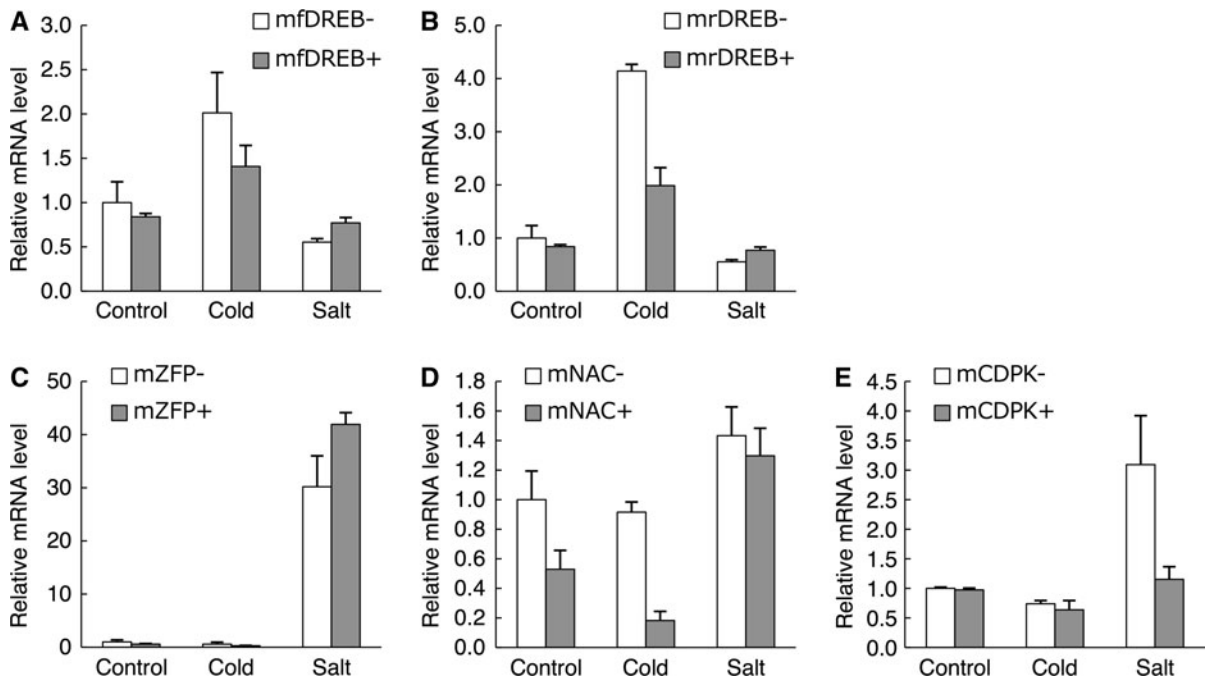 A
Relative mRNA level
3.0
2.5
2.0
1.5
1.0
0.5
0.0
mfDREB-
mfDREB+
Control Cold Salt
B
Relative mRNA level
5.0
4.0
3.0
2.0
1.0
0.0
mrDREB-
mrDREB+
Control Cold Salt
C
Relative mRNA level
50
40
30
20
10
0
mZFP-
mZFP+
Control Cold Salt
D
Relative mRNA level
1.8
1.6
1.4
1.2
1.0
0.8
0.6
0.4
0.2
0.0
mNAC-
mNAC+
Control Cold Salt
E
Relative mRNA level
4.5
4.0
3.5
3.0
2.5
2.0
1.5
1.0
0.5
0.0
mCDPK-
mCDPK+
Control Cold Salt